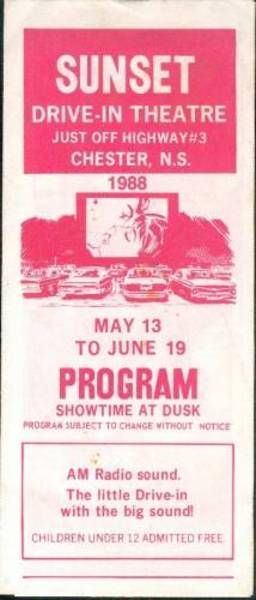 SUNSET
DRIVE-IN THEATRE
JUST OFF HIGHWAY#3
CHESTER, N.S.
1988
MAY 13
TO JUNE 19
PROGRAM
SHOWTIME AT DUSK
PROGRAM SUBJECT TO CHANGE WITHOUT NOTICE
AM Radio sound.
The little Drive-in
with the big sound!
CHILDREN UNDER 12 ADMITTED FREE